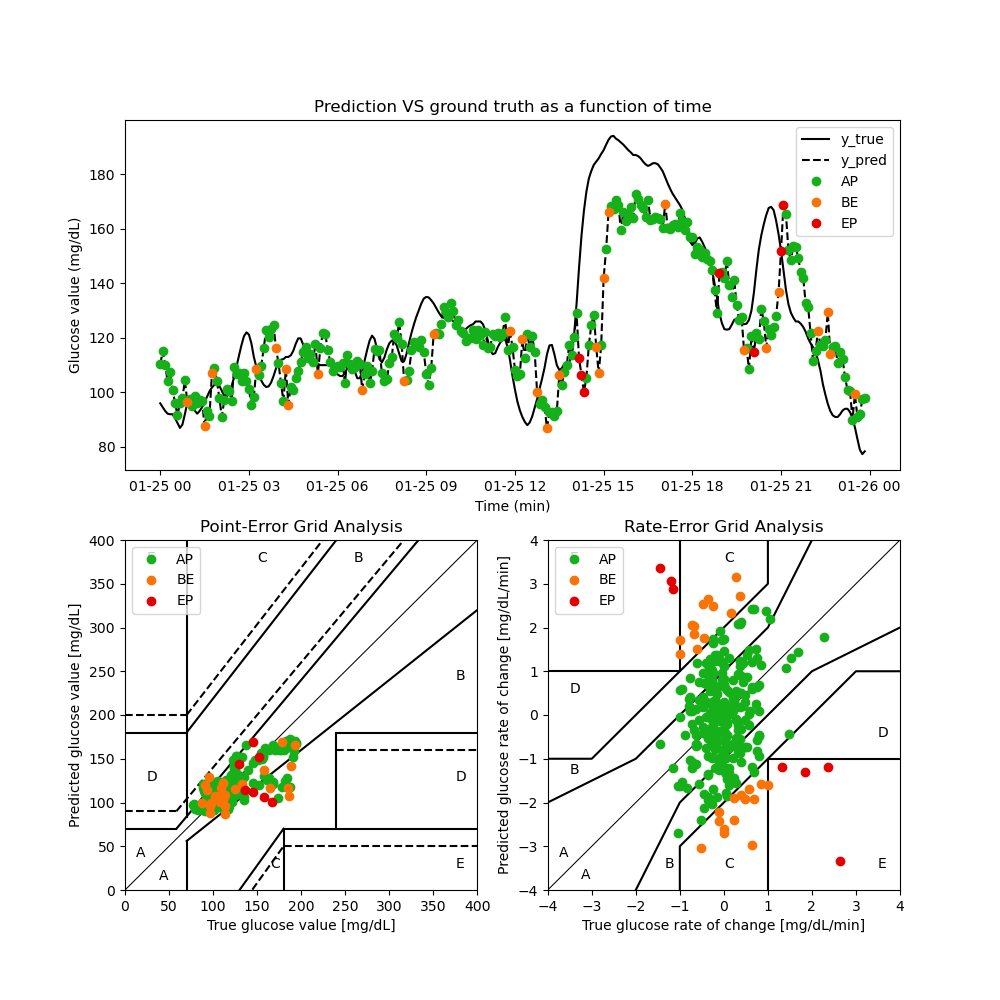 Prediction VS ground truth as a function of time
Glucose value (mg/dL)
180
160
140
120
100
80
y_true
y_pred
AP
BE
EP
01-25 00 01-25 03 01-25 06 01-25 09 01-25 12 01-25 15 01-25 18 01-25 21 01-26 00
Time (min)
Point-Error Grid Analysis
Predicted glucose value [mg/dL]
400
350
300
250
200
150
100
50
0
AP
BE
EP
C
B
B
D
D
A
A
C
E
0 50 100 150 200 250 300 350 400
True glucose value [mg/dL]
Rate-Error Grid Analysis
Predicted glucose rate of change [mg/dL/min]
4
3
2
1
0
−1
−2
−3
−4
AP
BE
EP
C
D
D
B
A
A
B
C
E
−4 −3 −2 −1 0 1 2 3 4
True glucose rate of change [mg/dL/min]